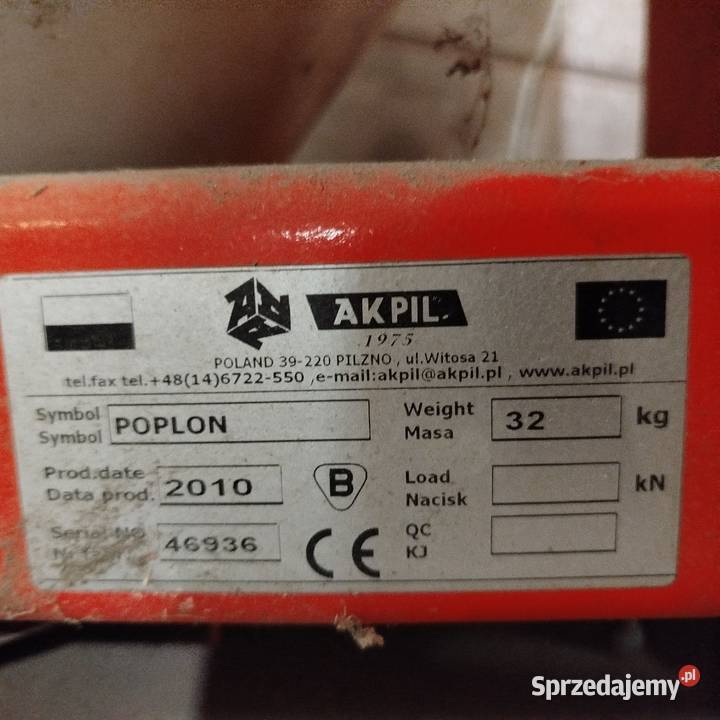 AKPIL
1975
POLAND 39-220 PILZNO , ul.Witosa 21
tel.fax tel.+48(14)6722-550 ,e-mail:akpil@akpil.pl , www.akpil.pl
Symbol
Symbol
POPLON
Weight
Masa
32
kg
Prod.date
Data prod.
2010
B
Load
Nacisk
kN
Serial No
46936
CE
QC
KJ
Sprzedajemy.pl